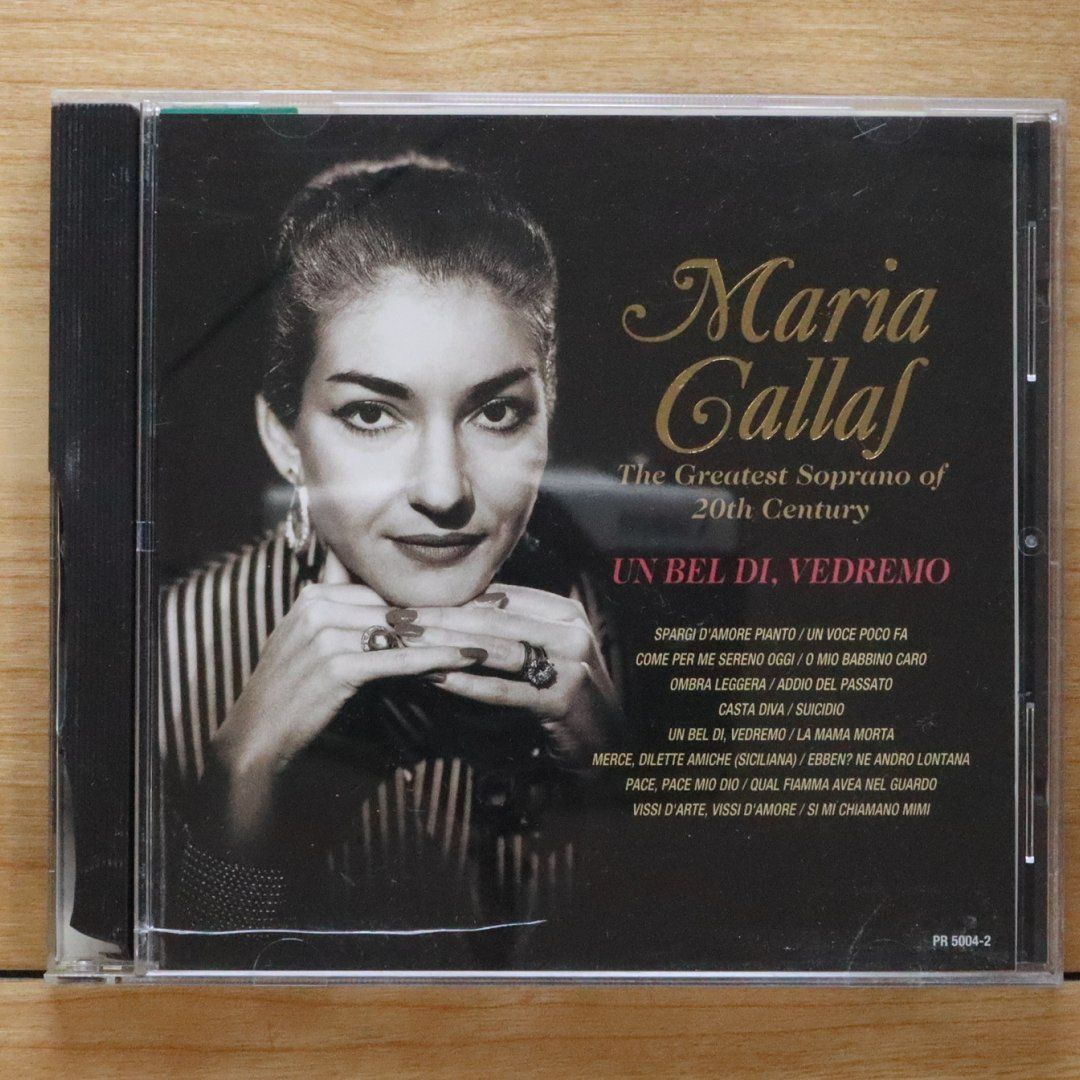 Maria
Callas
The Greatest Soprano of
20th Century
UN BEL DI, VEDREMO
SPARGI D'AMORE PIANTO / UN VOCE POCO FA
COME PER ME SERENO OGGI / O MIO BABBINO CARO
OMBRA LEGGERA / ADDIO DEL PASSATO
CASTA DIVA / SUICIDIO
UN BEL DI, VEDREMO / LA MAMA MORTA
MERCE, DILETTE AMICHE (SICILIANA) / EBBEN? NE ANDRO LONTANA
PACE, PACE MIO DIO / QUAL FIAMMA AVEA NEL GUARDO
VISSI D'ARTE, VISSI D'AMORE / SI MI CHIAMANO MIMI
PR 5004-2